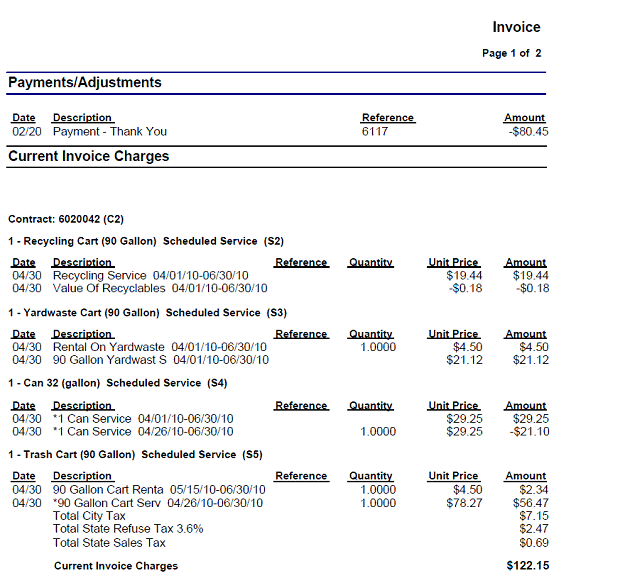 Invoice
Page 1 of 2
Payments/Adjustments
Date Description Reference Amount
02/20 Payment - Thank You 6117 -$80.45
Current Invoice Charges
Contract: 6020042 (C2)
1 - Recycling Cart (90 Gallon) Scheduled Service (S2)
Date Description Reference Quantity Unit Price Amount
04/30 Recycling Service 04/01/10-06/30/10 $19.44 $19.44
04/30 Value Of Recyclables 04/01/10-06/30/10 -$0.18 -$0.18
1 - Yardwaste Cart (90 Gallon) Scheduled Service (S3)
Date Description Reference Quantity Unit Price Amount
04/30 Rental On Yardwaste 04/01/10-06/30/10 1.0000 $4.50 $4.50
04/30 90 Gallon Yardwast S 04/01/10-06/30/10 $21.12 $21.12
1 - Can 32 (gallon) Scheduled Service (S4)
Date Description Reference Quantity Unit Price Amount
04/30 *1 Can Service 04/01/10-06/30/10 $29.25 $29.25
04/30 *1 Can Service 04/26/10-06/30/10 1.0000 $29.25 -$21.10
1 - Trash Cart (90 Gallon) Scheduled Service (S5)
Date Description Reference Quantity Unit Price Amount
04/30 90 Gallon Cart Renta 05/15/10-06/30/10 1.0000 $4.50 $2.34
04/30 *90 Gallon Cart Serv 04/26/10-06/30/10 1.0000 $78.27 $56.47
Total City Tax $7.15
Total State Refuse Tax 3.6% $2.47
Total State Sales Tax $0.69
Current Invoice Charges $122.15